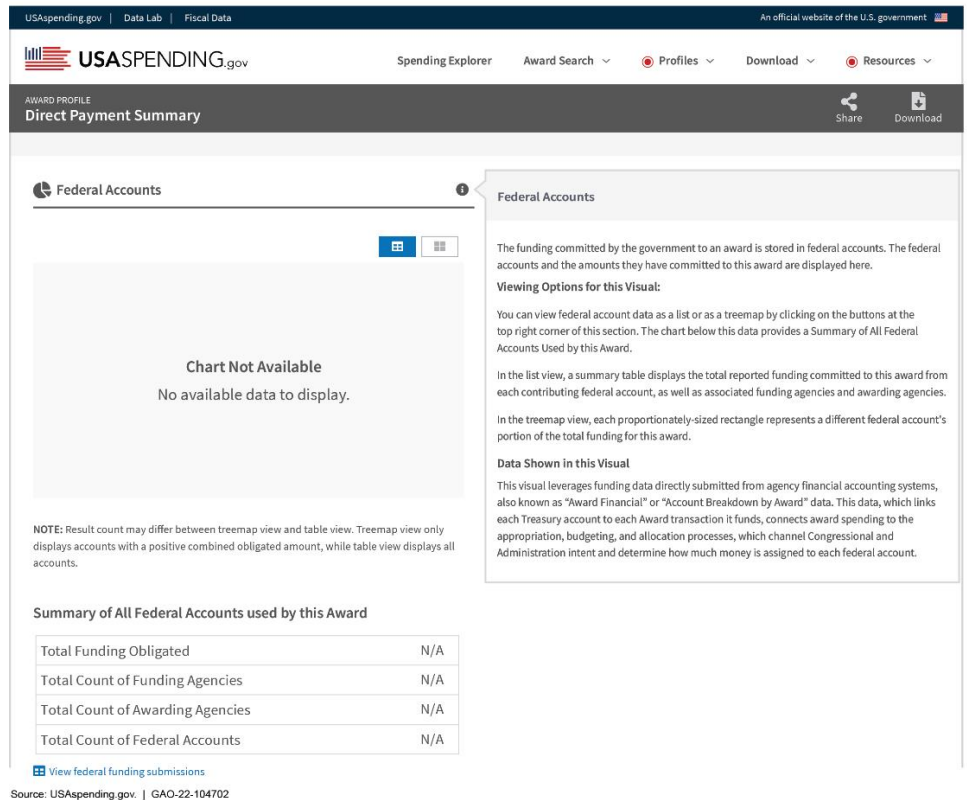 USAspending.gov | Data Lab | Fiscal Data
An official website of the U.S. government
USASPENDING.gov
Spending Explorer
Award Search
Profiles
Download
Resources
AWARD PROFILE
Direct Payment Summary
Share
Download
Federal Accounts
Chart Not Available
No available data to display.
NOTE: Result count may differ between treemap view and table view. Treemap view only
displays accounts with a positive combined obligated amount, while table view displays all
accounts.
Federal Accounts
The funding committed by the government to an award is stored in federal accounts. The federal
accounts and the amounts they have committed to this award are displayed here.
Viewing Options for this Visual:
You can view federal account data as a list or as a treemap by clicking on the buttons at the
top right corner of this section. The chart below this data provides a Summary of All Federal
Accounts Used by this Award.
In the list view, a summary table displays the total reported funding committed to this award from
each contributing federal account, as well as associated funding agencies and awarding agencies.
In the treemap view, each proportionately-sized rectangle represents a different federal account's
portion of the total funding for this award.
Data Shown in this Visual
This visual leverages funding data directly submitted from agency financial accounting systems,
also known as “Award Financial” or “Account Breakdown by Award” data. This data, which links
each Treasury account to each Award transaction it funds, connects award spending to the
appropriation, budgeting, and allocation processes, which channel Congressional and
Administration intent and determine how much money is assigned to each federal account.
Summary of All Federal Accounts used by this Award
Total Funding Obligated N/A
Total Count of Funding Agencies N/A
Total Count of Awarding Agencies N/A
Total Count of Federal Accounts N/A
View federal funding submissions
Source: USAspending.gov. | GAO-22-104702